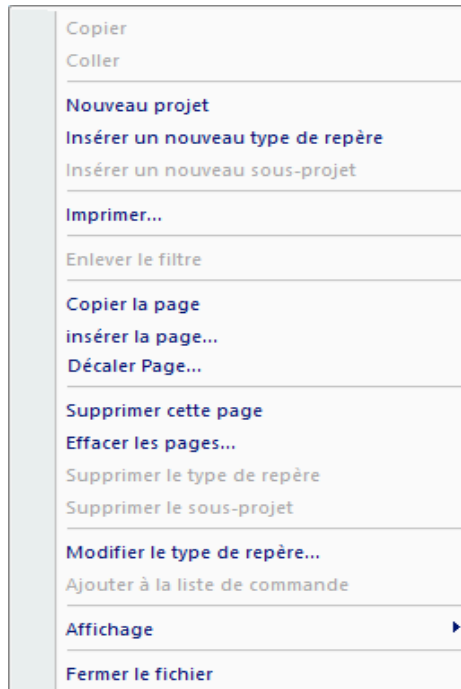 Copier
Coller
Nouveau projet
Insérer un nouveau type de repère
Insérer un nouveau sous-projet
Imprimer...
Enlever le filtre
Copier la page
insérer la page...
Décaler Page...
Supprimer cette page
Effacer les pages...
Supprimer le type de repère
Supprimer le sous-projet
Modifier le type de repère...
Ajouter à la liste de commande
Affichage
Fermer le fichier